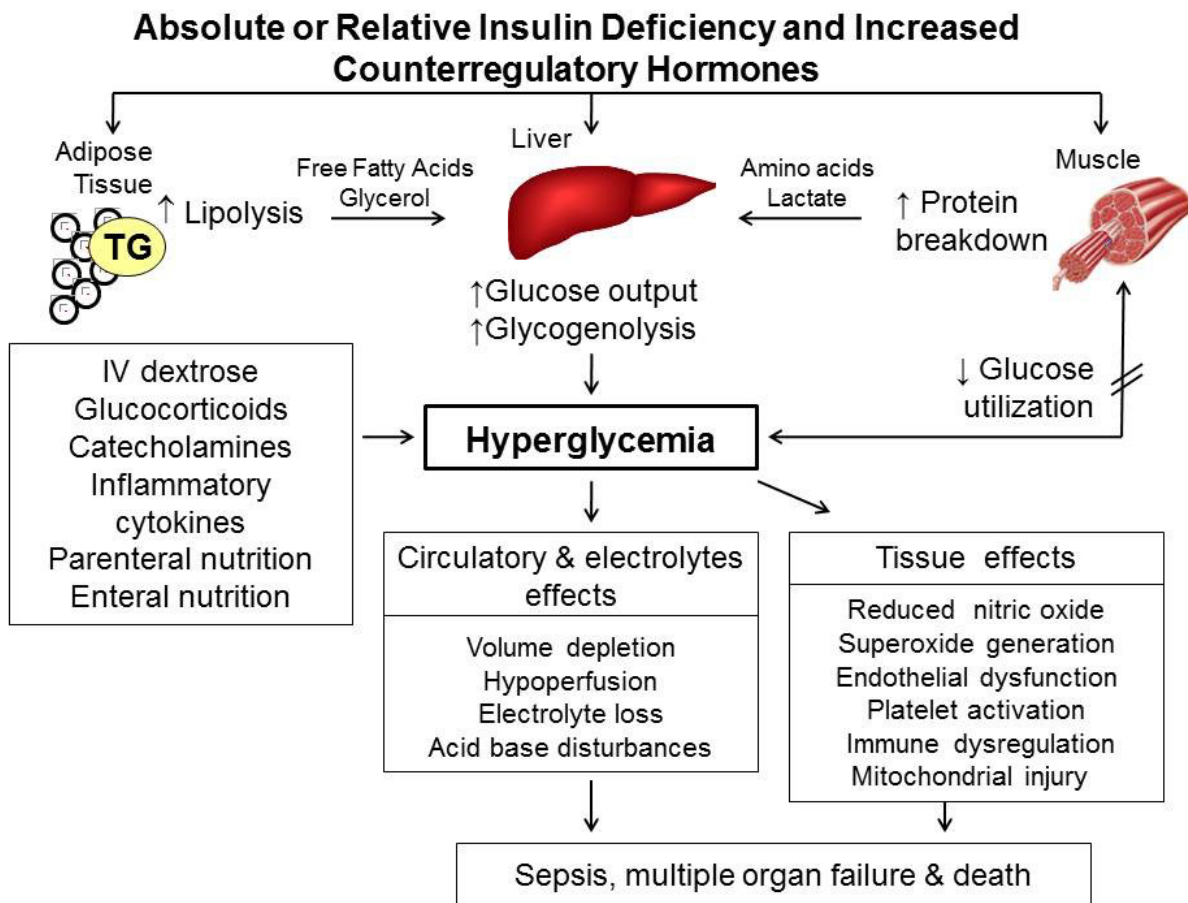 Absolute or Relative Insulin Deficiency and Increased
Counterregulatory Hormones
Adipose
Tissue
TG
↑ Lipolysis
Free Fatty Acids
Glycerol
Liver
Amino acids
Lactate
↑ Protein
breakdown
Muscle
↑Glucose output
↑Glycogenolysis
↓ Glucose
utilization
IV dextrose
Glucocorticoids
Catecholamines
Inflammatory
cytokines
Parenteral nutrition
Enteral nutrition
Hyperglycemia
Circulatory & electrolytes
effects
Volume depletion
Hypoperfusion
Electrolyte loss
Acid base disturbances
Tissue effects
Reduced nitric oxide
Superoxide generation
Endothelial dysfunction
Platelet activation
Immune dysregulation
Mitochondrial injury
Sepsis, multiple organ failure & death